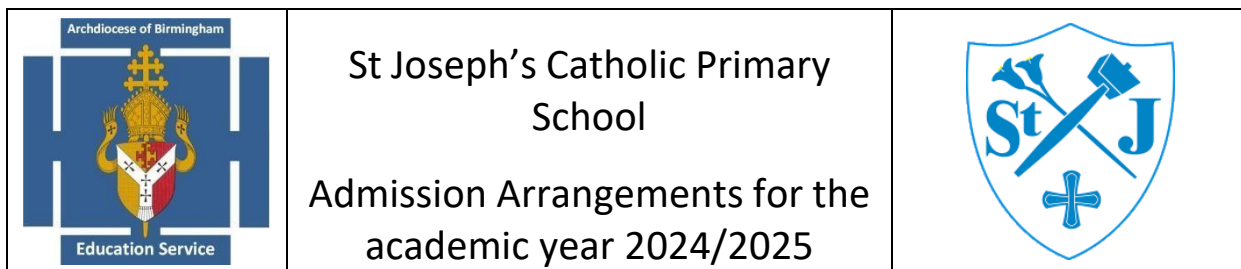 Archdiocese of Birmingham
Education Service
St Joseph’s Catholic Primary
School
Admission Arrangements for the
academic year 2024/2025
St J